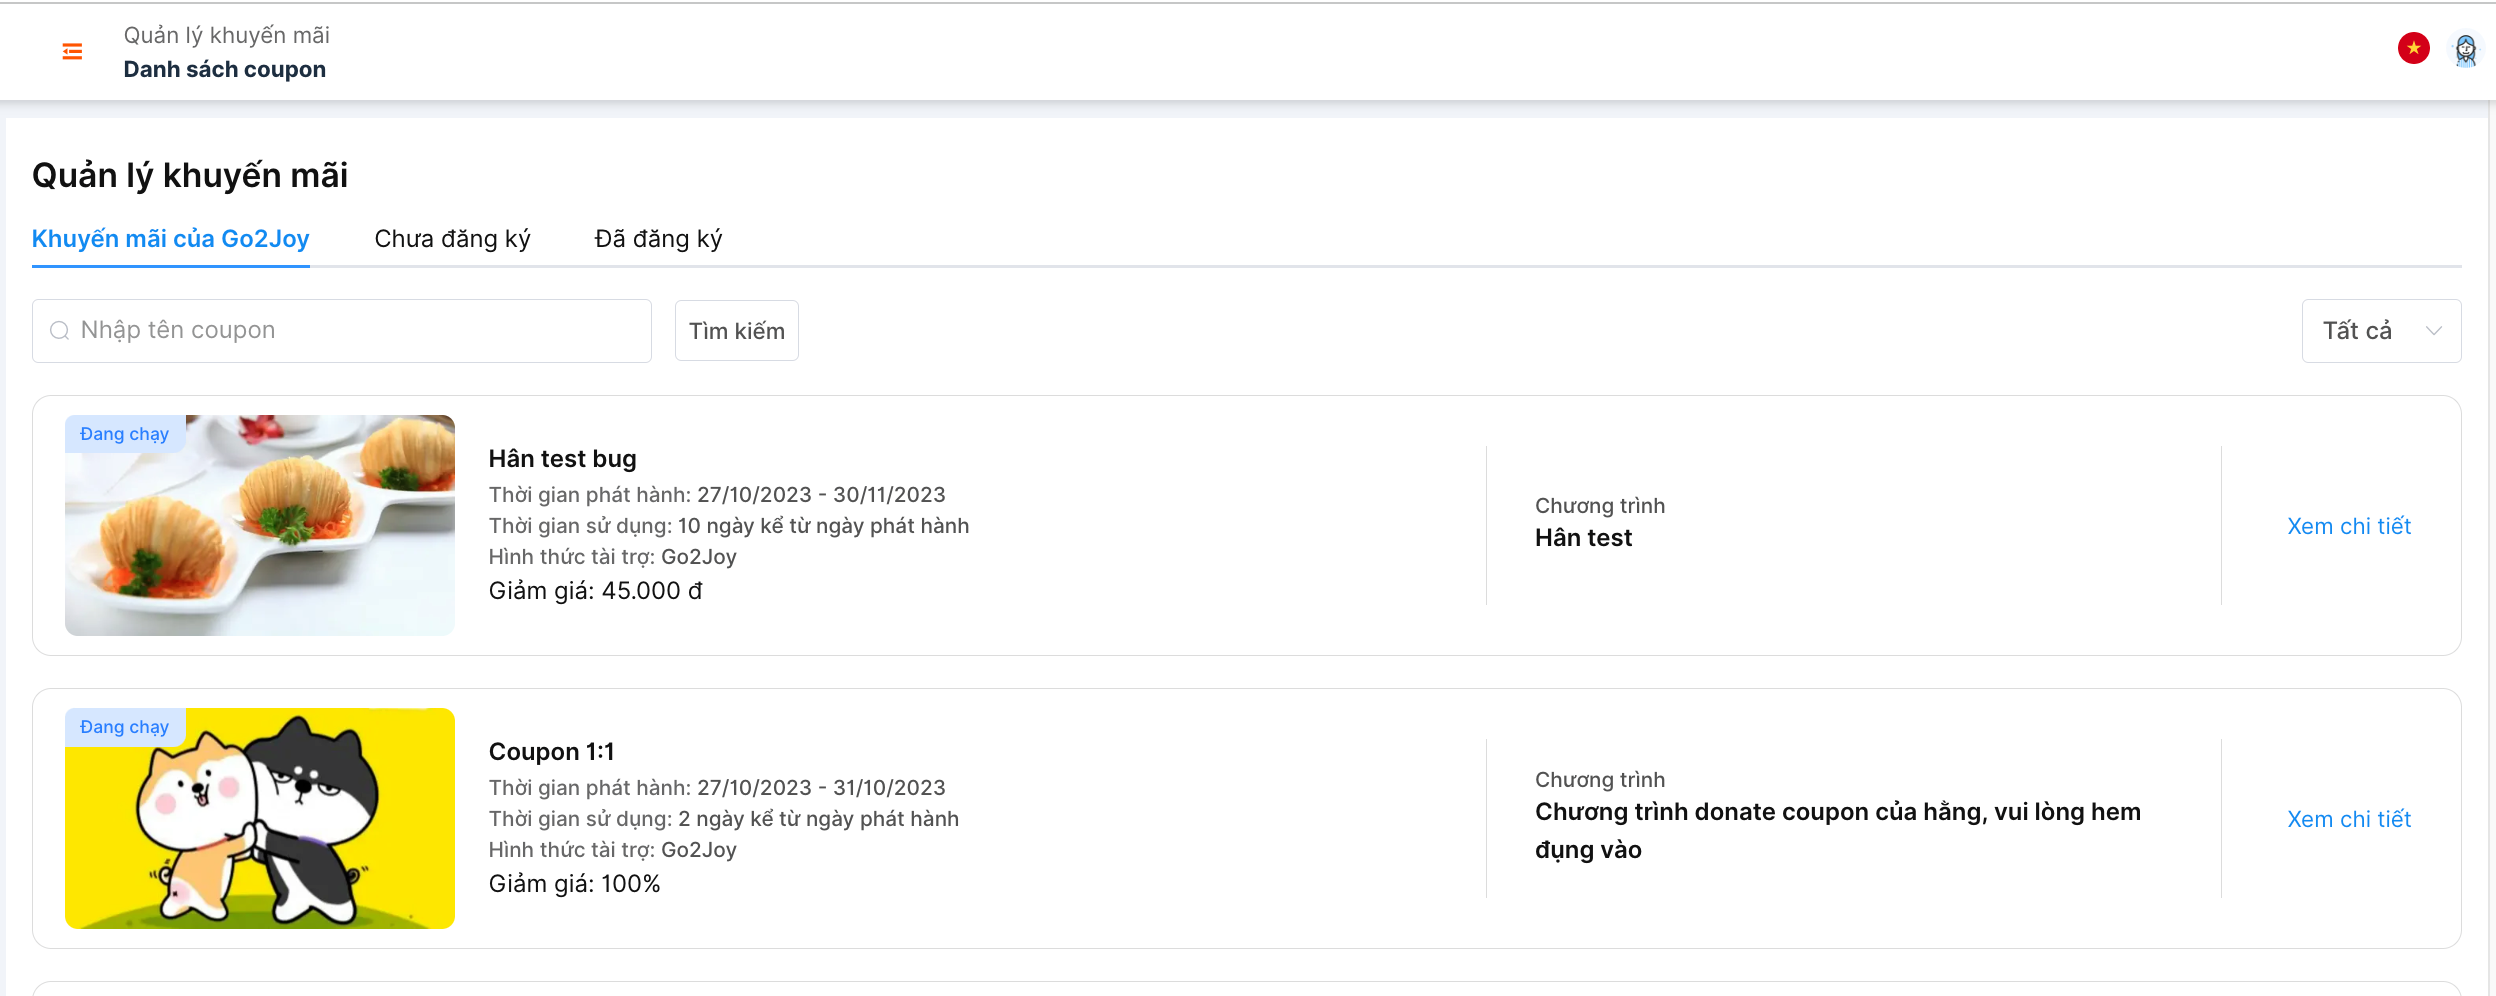 Quản lý khuyến mãi
Danh sách coupon
Quản lý khuyến mãi
Khuyến mãi của Go2Joy
Chưa đăng ký
Đã đăng ký
Nhập tên coupon
Tìm kiếm
Tất cả
Đang chạy
Hân test bug
Thời gian phát hành: 27/10/2023 - 30/11/2023
Thời gian sử dụng: 10 ngày kể từ ngày phát hành
Hình thức tài trợ: Go2Joy
Giảm giá: 45.000 đ
Chương trình
Hân test
Xem chi tiết
Đang chạy
Coupon 1:1
Thời gian phát hành: 27/10/2023 - 31/10/2023
Thời gian sử dụng: 2 ngày kể từ ngày phát hành
Hình thức tài trợ: Go2Joy
Giảm giá: 100%
Chương trình
Chương trình donate coupon của hằng, vui lòng hem
đụng vào
Xem chi tiết